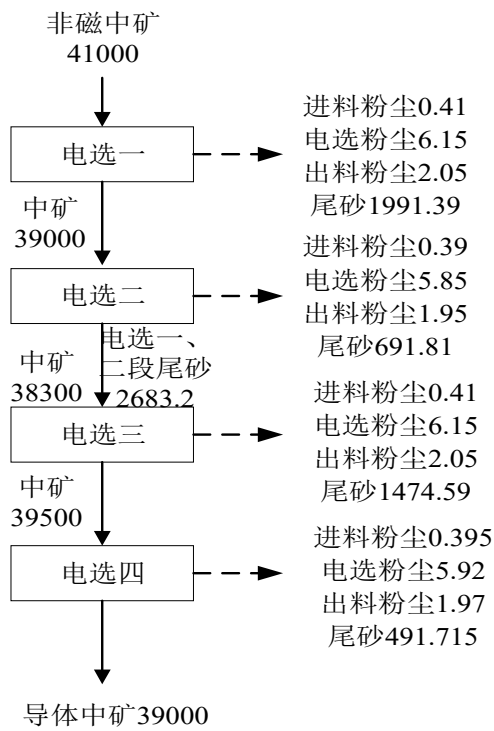 非磁中矿
41000
进料粉尘0.41
电选粉尘6.15
出料粉尘2.05
尾砂1991.39
电选一
中矿
39000
进料粉尘0.39
电选粉尘5.85
出料粉尘1.95
尾砂691.81
电选二
电选一、
二段尾砂
2683.2
中矿
38300
进料粉尘0.41
电选粉尘6.15
出料粉尘2.05
尾砂1474.59
电选三
中矿
39500
进料粉尘0.395
电选粉尘5.92
出料粉尘1.97
尾砂491.715
电选四
导体中矿39000